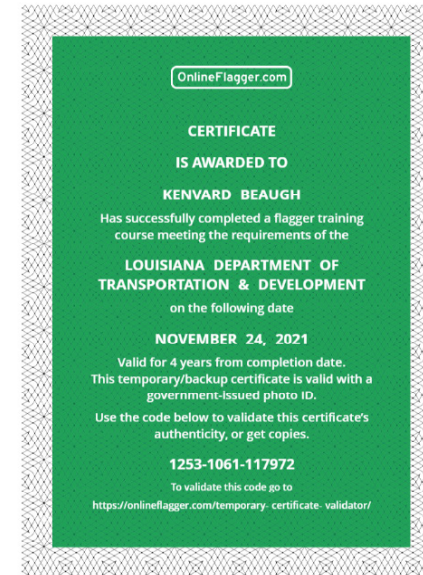 OnlineFlagger.com
CERTIFICATE
IS AWARDED TO
KENVARD BEAUGH
Has successfully completed a flagger training
course meeting the requirements of the
LOUISIANA DEPARTMENT OF
TRANSPORTATION & DEVELOPMENT
on the following date
NOVEMBER 24, 2021
Valid for 4 years from completion date.
This temporary/backup certificate is valid with a
government-issued photo ID.
Use the code below to validate this certificate's
authenticity, or get copies.
1253-1061-117972
To validate this code go to
https://onlineflagger.com/temporary- certificate- validator/